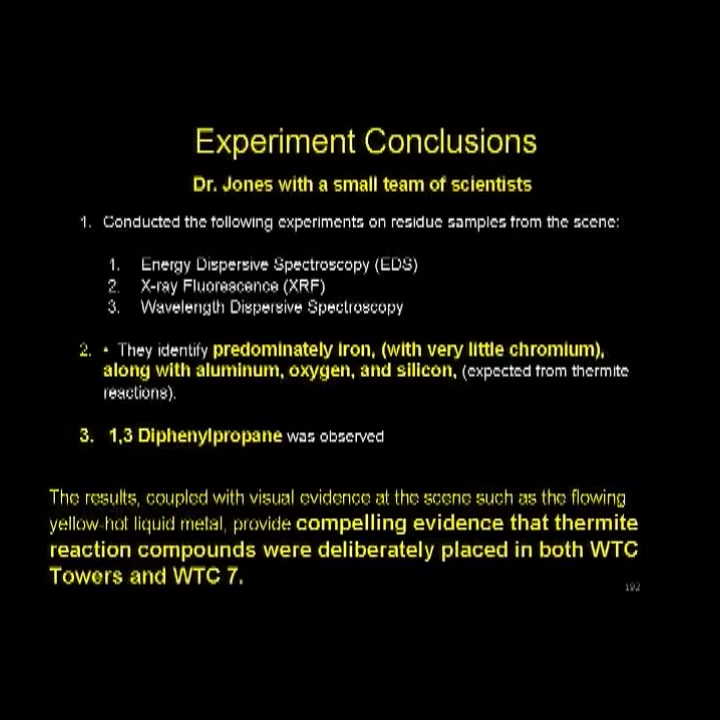 Experiment Conclusions
Dr. Jones with a small team of scientists
1. Conducted the following experiments on residue samples from the scene:
1. Energy Dispersive Spectroscopy (EDS)
2. X-ray Fluorescence (XRF)
3. Wavelength Dispersive Spectroscopy
2. • They identify predominately iron, (with very little chromium),
along with aluminum, oxygen, and silicon, (expected from thermite
reactions).
3. 1,3 Diphenylpropane was observed
The results, coupled with visual evidence at the scene such as the flowing
yellow-hot liquid metal, provide compelling evidence that thermite
reaction compounds were deliberately placed in both WTC
Towers and WTC 7.
192